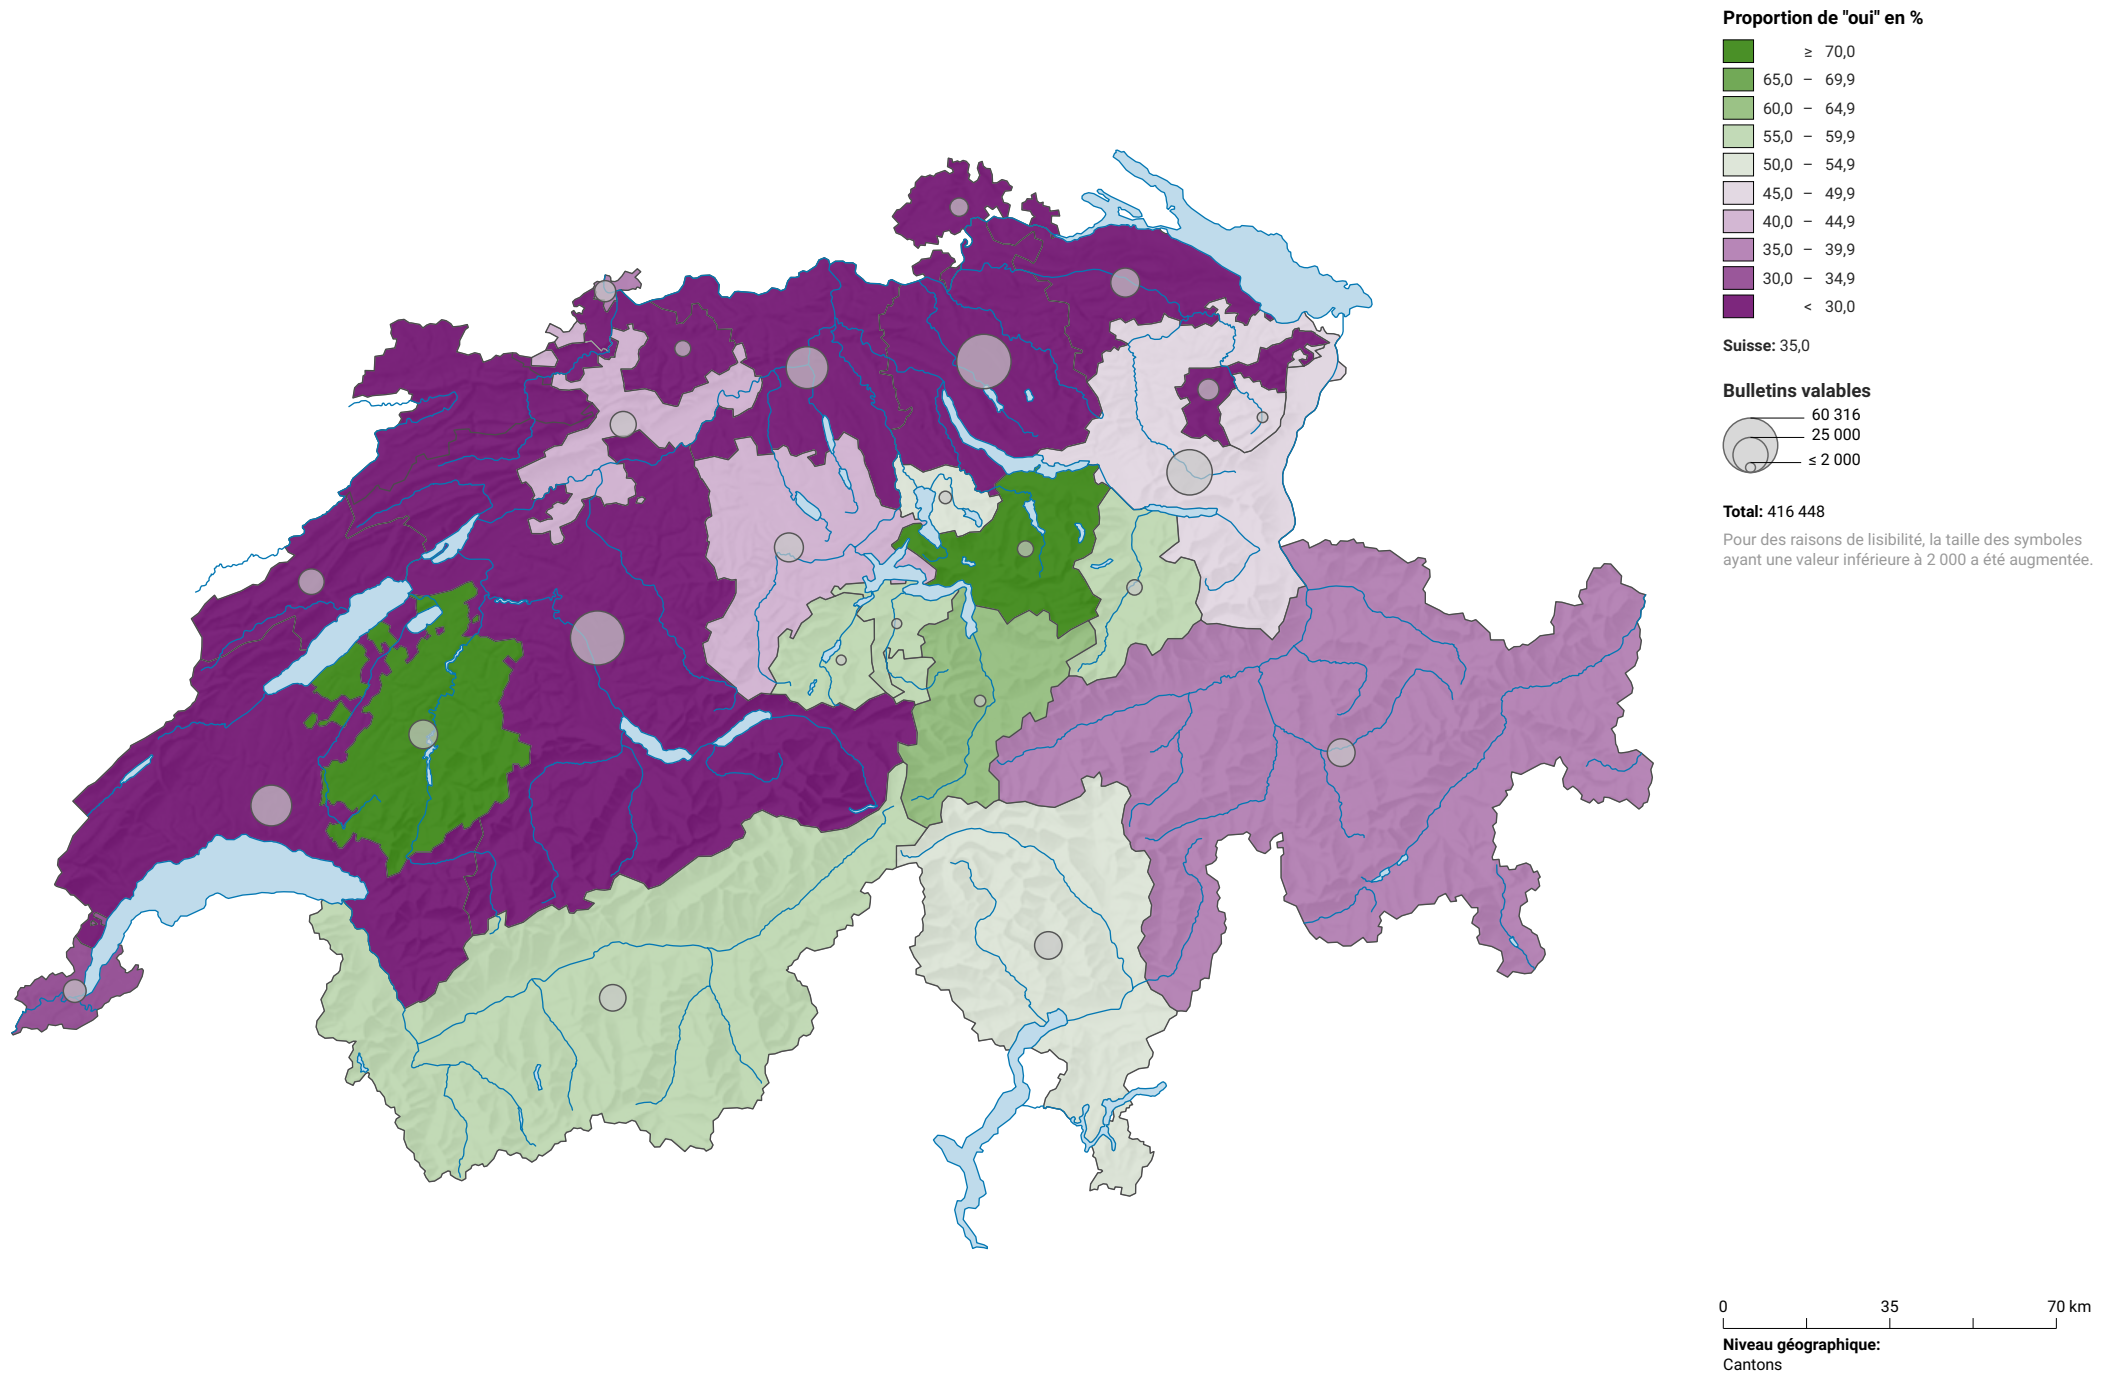 Proportion de "oui" en %
≥ 70,0
65,0 – 69,9
60,0 – 64,9
55,0 – 59,9
50,0 – 54,9
45,0 – 49,9
40,0 – 44,9
35,0 – 39,9
30,0 – 34,9
< 30,0
Suisse: 35,0
Bulletins valables
60 316
25 000
≤ 2 000
Total: 416 448
Pour des raisons de lisibilité, la taille des symboles
ayant une valeur inférieure à 2 000 a été augmentée.
0 35 70 km
Niveau géographique:
Cantons